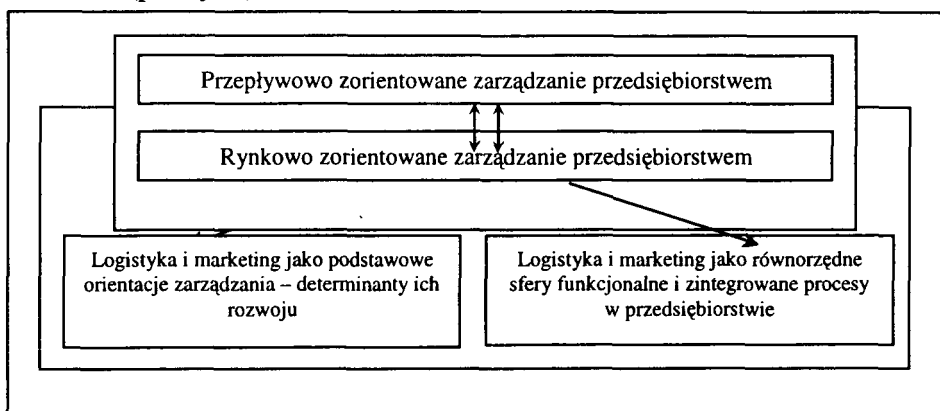 Przepływowo zorientowane zarządzanie przedsiębiorstwem
Rynkowo zorientowane zarządzanie przedsiębiorstwem
Logistyka i marketing jako podstawowe
orientacje zarządzania – determinanty ich
rozwoju
Logistyka i marketing jako równorzędne
sfery funkcjonalne i zintegrowane procesy
w przedsiębiorstwie